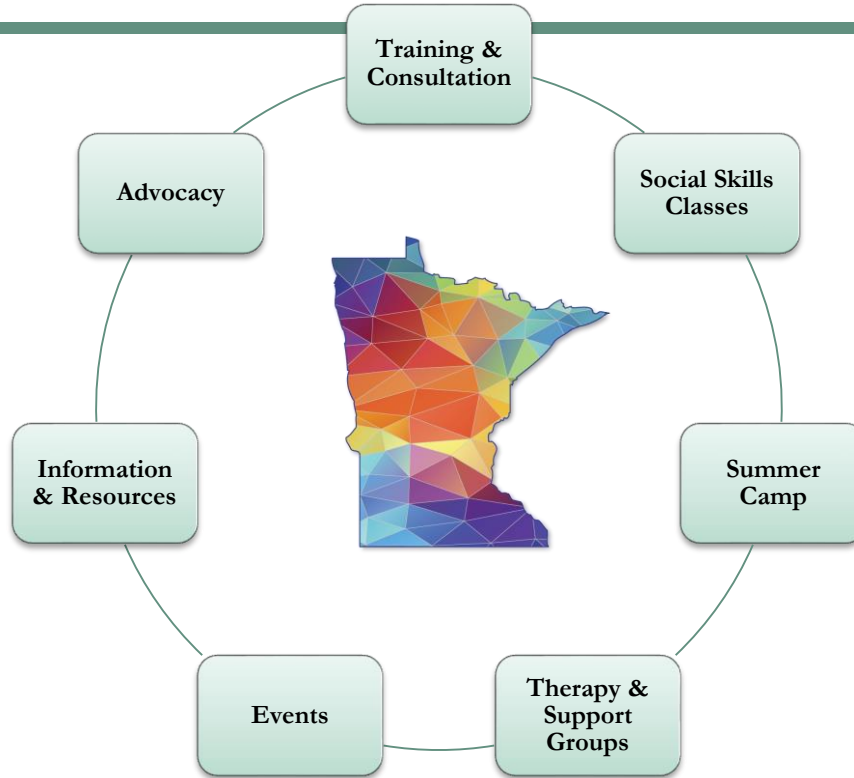 Training &
Consultation
Social Skills
Classes
Summer
Camp
Therapy &
Support
Groups
Events
Information
& Resources
Advocacy